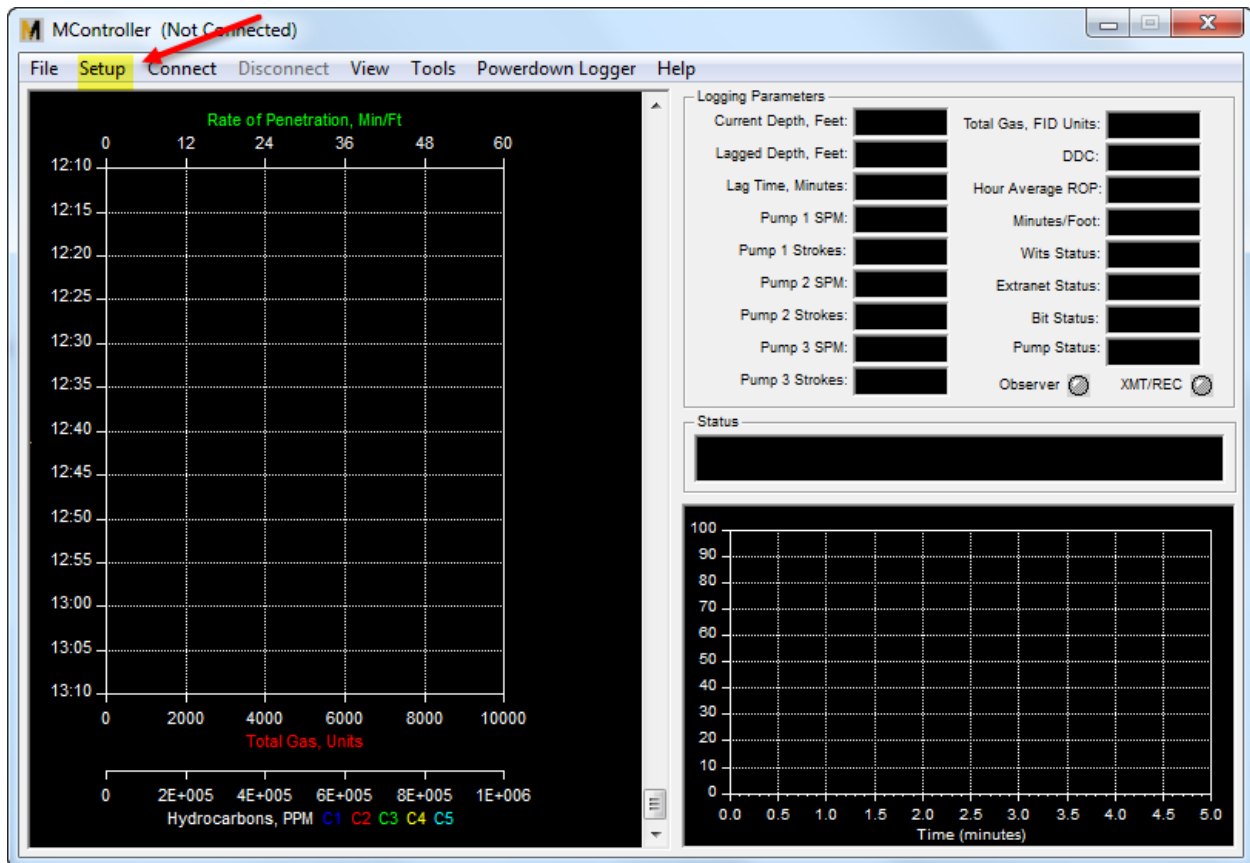 MController (Not Connected)
File Setup Connect Disconnect View Tools Powerdown Logger Help
Rate of Penetration, Min/Ft
0 12 24 36 48 60
12:10
12:15
12:20
12:25
12:30
12:35
12:40
12:45
12:50
12:55
13:00
13:05
13:10
0 2000 4000 6000 8000 10000
Total Gas, Units
0 2E+005 4E+005 6E+005 8E+005 1E+006
Hydrocarbons, PPM C1 C2 C3 C4 C5
Logging Parameters
Current Depth, Feet: Total Gas, FID Units:
Lagged Depth, Feet: DDC:
Lag Time, Minutes: Hour Average ROP:
Pump 1 SPM: Minutes/Foot:
Pump 1 Strokes: Wits Status:
Pump 2 SPM: Extranet Status:
Pump 2 Strokes: Bit Status:
Pump 3 SPM: Pump Status:
Pump 3 Strokes: Observer XMT/REC
Status
100
90
80
70
60
50
40
30
20
10
0
0.0 0.5 1.0 1.5 2.0 2.5 3.0 3.5 4.0 4.5 5.0
Time (minutes)